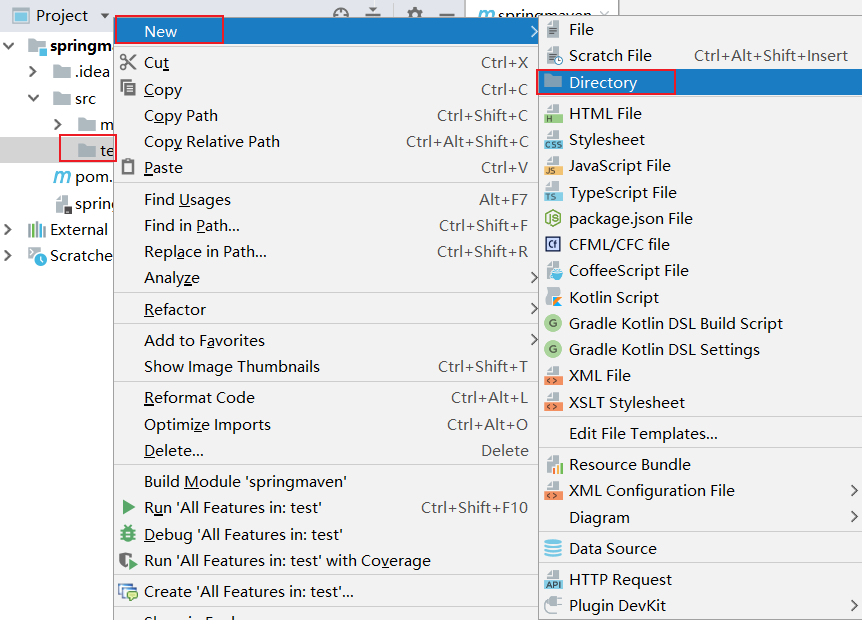 Project
springm
.idea
src
m
te
pom.
spring
External
Scratche
springmaven
New
Cut Ctrl+X
Copy Ctrl+C
Copy Path Ctrl+Shift+C
Copy Relative Path Ctrl+Alt+Shift+C
Paste Ctrl+V
Find Usages Alt+F7
Find in Path... Ctrl+Shift+F
Replace in Path... Ctrl+Shift+R
Analyze
Refactor
Add to Favorites
Show Image Thumbnails Ctrl+Shift+T
Reformat Code Ctrl+Alt+L
Optimize Imports Ctrl+Alt+O
Delete... Delete
Build Module 'springmaven'
Run 'All Features in: test' Ctrl+Shift+F10
Debug 'All Features in: test'
Run 'All Features in: test' with Coverage
Create 'All Features in: test'...
File
Scratch File Ctrl+Alt+Shift+Insert
Directory
HTML File
Stylesheet
JavaScript File
TypeScript File
package.json File
CFML/CFC file
CoffeeScript File
Kotlin Script
Gradle Kotlin DSL Build Script
Gradle Kotlin DSL Settings
XML File
XSLT Stylesheet
Edit File Templates...
Resource Bundle
XML Configuration File
Diagram
Data Source
HTTP Request
Plugin DevKit